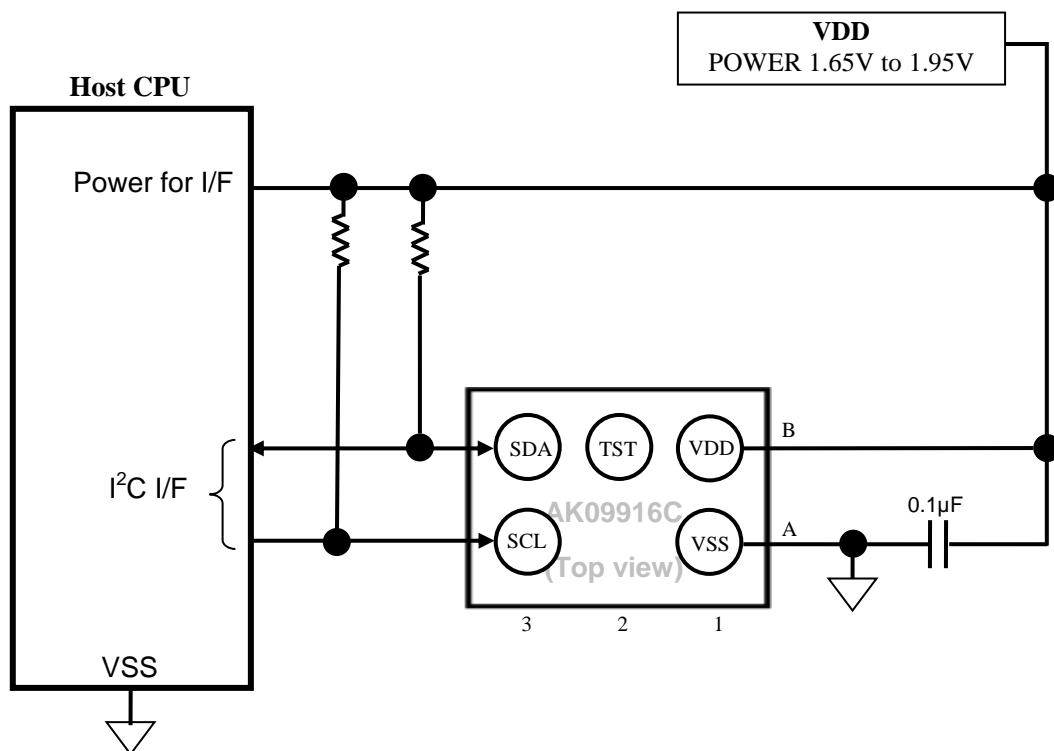 VDD
POWER 1.65V to 1.95V
Host CPU
Power for I/F
I²C I/F
SDA
TST
VDD
B
AK09916C
0.1µF
SCL
VSS
A
(Top view)
3
2
1
VSS